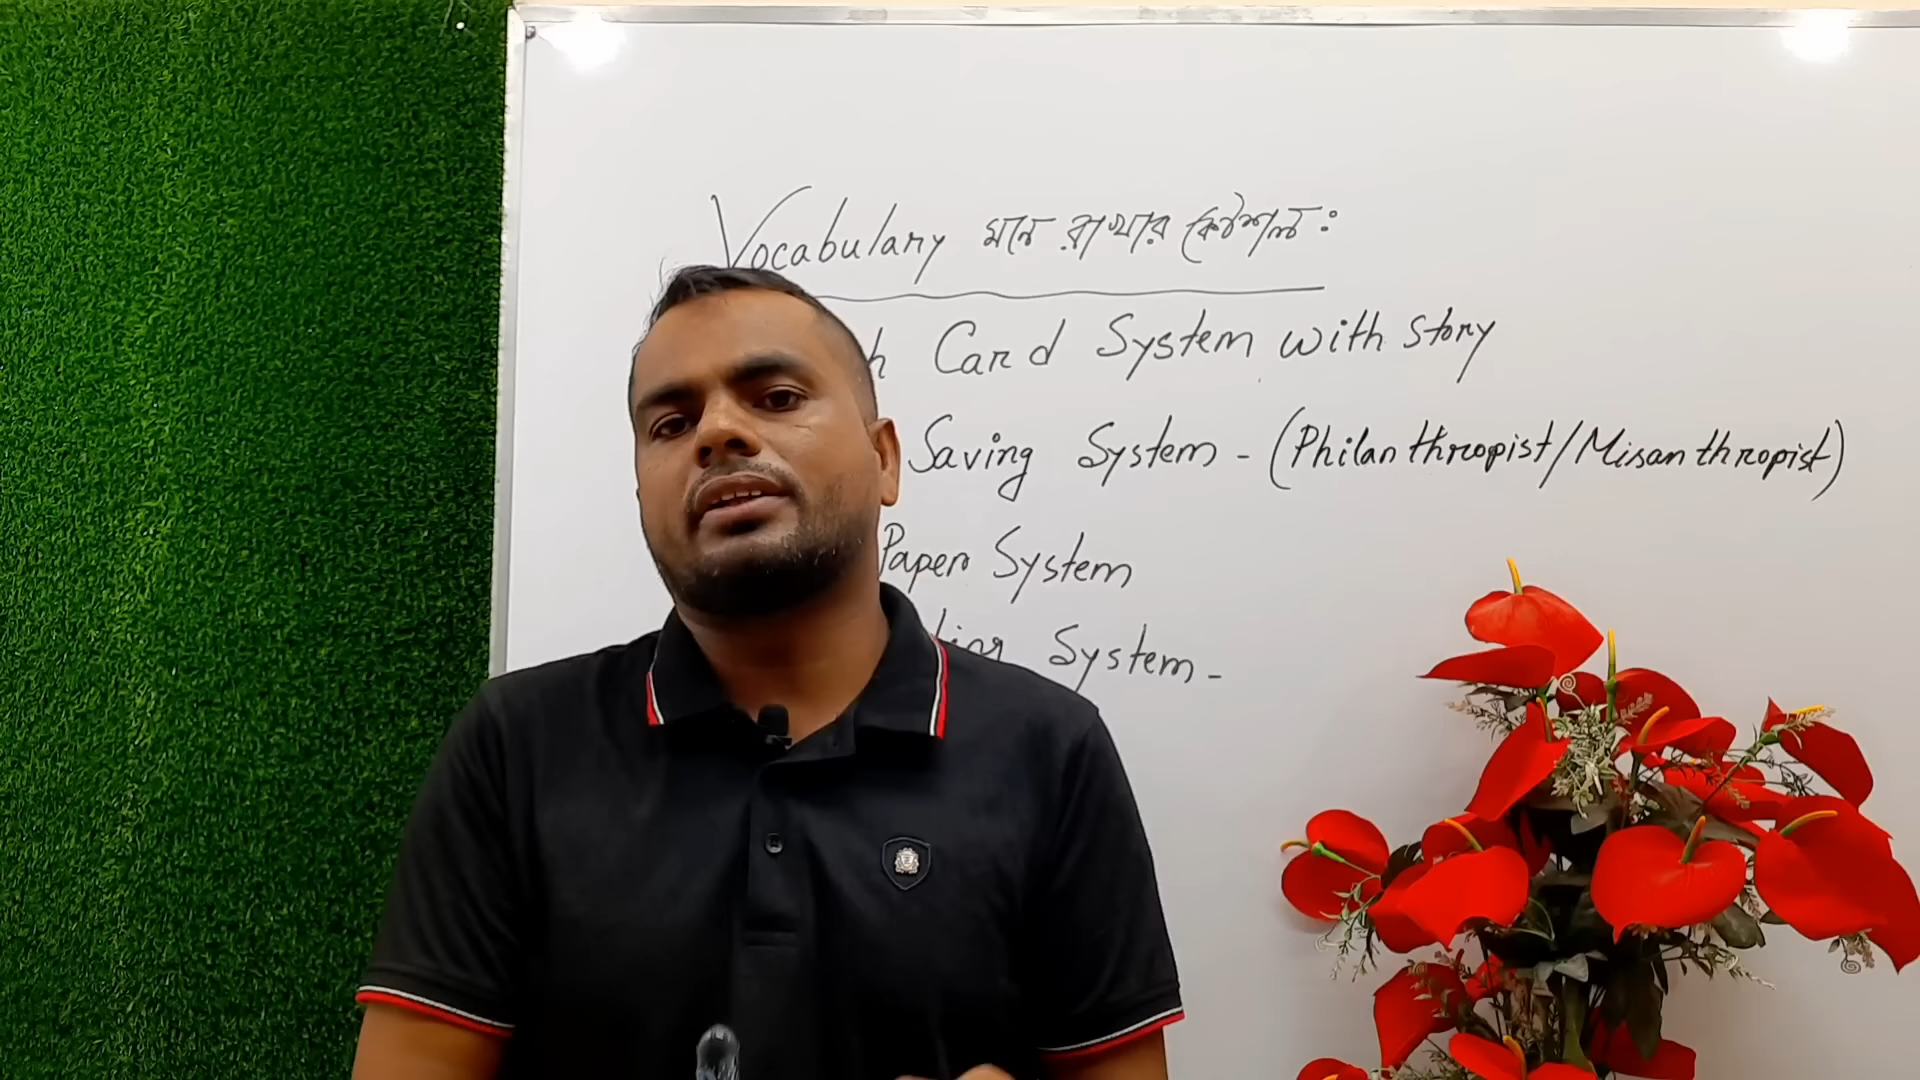 Vocabulary মনে রাখার কৌশল :
Card System with story
Saving System - (Philanthropist/Misanthropist)
Paper System
System -